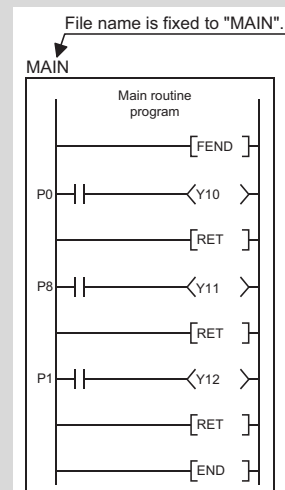 File name is fixed to "MAIN".
MAIN
Main routine
program
FEND
P0 Y10
RET
P8 Y11
RET
P1 Y12
RET
END